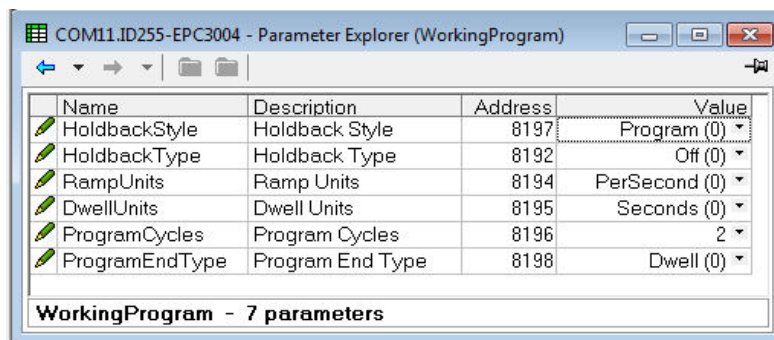 COM11.ID255-EPC3004 - Parameter Explorer (WorkingProgram)
Name Description Address Value
HoldbackStyle Holdback Style 8197 Program (0)
HoldbackType Holdback Type 8192 Off (0)
RampUnits Ramp Units 8194 PerSecond (0)
DwellUnits Dwell Units 8195 Seconds (0)
ProgramCycles Program Cycles 8196 2
ProgramEndType Program End Type 8198 Dwell (0)
WorkingProgram - 7 parameters